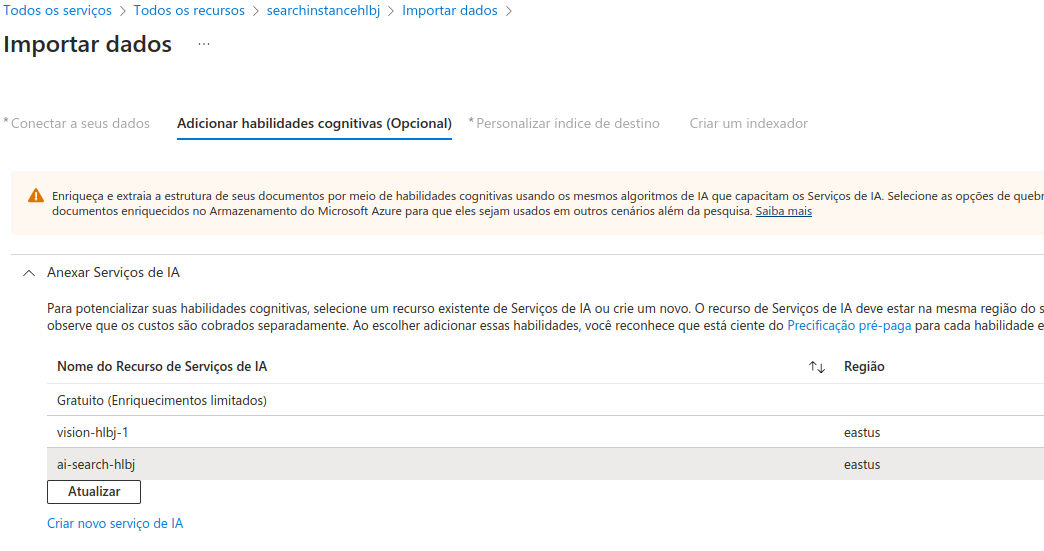 Todos os serviços > Todos os recursos > searchinstancehlbj > Importar dados >
Importar dados ...
* Conectar a seus dados Adicionar habilidades cognitivas (Opcional) * Personalizar índice de destino Criar um indexador
Enriqueça e extraia a estrutura de seus documentos por meio de habilidades cognitivas usando os mesmos algoritmos de IA que capacitam os Serviços de IA. Selecione as opções de
documentos enriquecidos no Armazenamento do Microsoft Azure para que eles sejam usados em outros cenários além da pesquisa. Saiba mais
Anexar Serviços de IA
Para potencializar suas habilidades cognitivas, selecione um recurso existente de Serviços de IA ou crie um novo. O recurso de Serviços de IA deve estar na mesma região do
observe que os custos são cobrados separadamente. Ao escolher adicionar essas habilidades, você reconhece que está ciente do Precificação pré-paga para cada habilidade e
Nome do Recurso de Serviços de IA ↑↓ Região
Gratuito (Enriquecimentos limitados)
vision-hlbj-1 eastus
ai-search-hlbj eastus
Atualizar
Criar novo serviço de IA